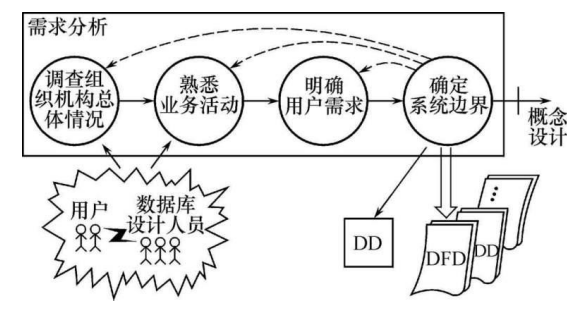 需求分析
调查组
织机构总
体情况
熟悉
业务活动
明确
用户需求
确定
系统边界
概念
设计
用户
数据库
设计人员
DD
DFD
DD
⋮